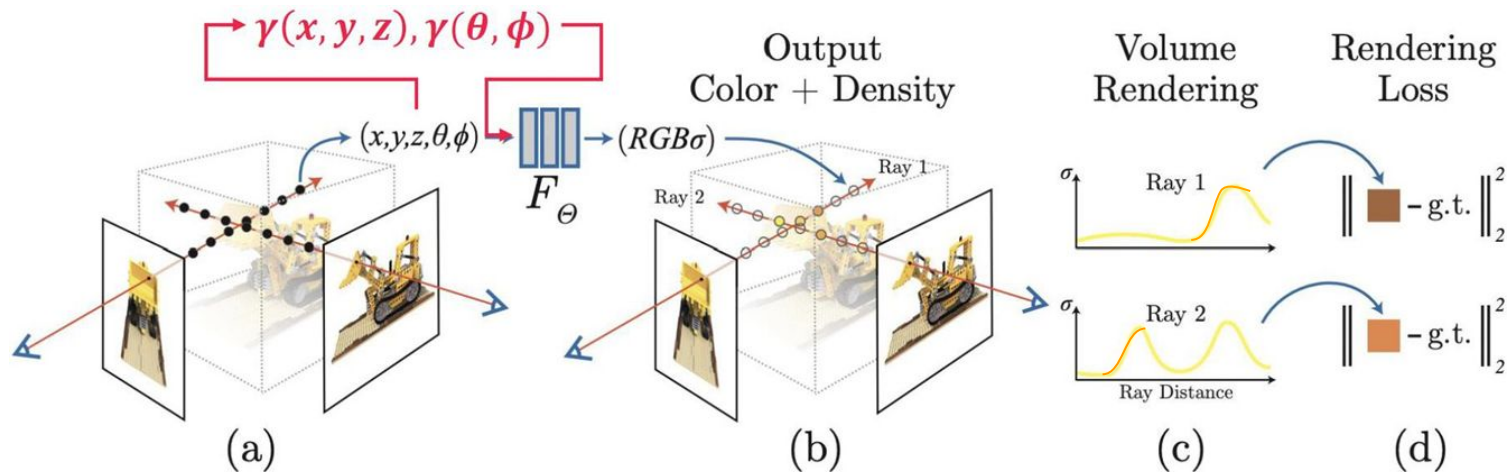 γ(x, y, z), γ(θ, ϕ)
(x,y,z,θ,ϕ)
F_Θ
(RGBσ)
Output
Color + Density
Ray 1
Ray 2
Volume
Rendering
σ
Ray 1
σ
Ray 2
Ray Distance
Rendering
Loss
|| – g.t. ||²₂
|| – g.t. ||²₂
(a)
(b)
(c)
(d)